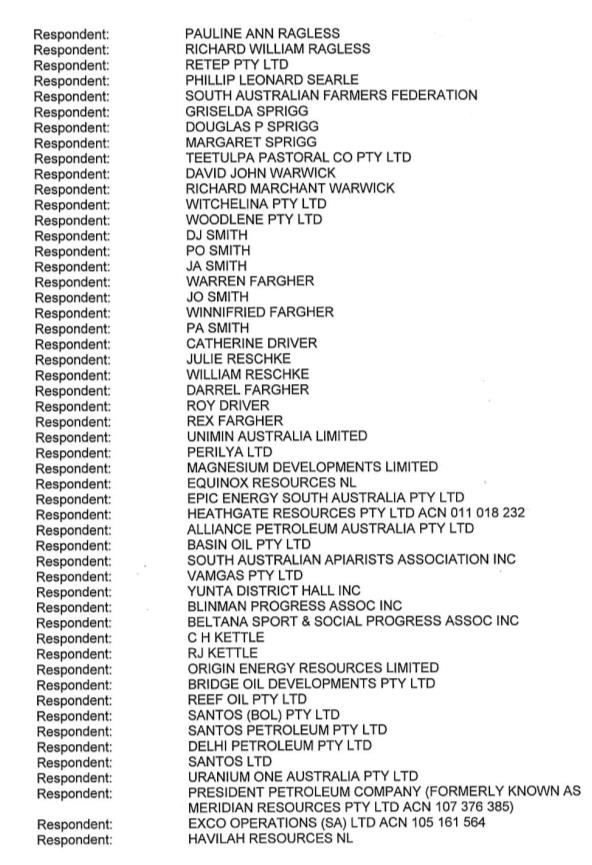 Respondent: PAULINE ANN RAGLESS
Respondent: RICHARD WILLIAM RAGLESS
Respondent: RETEP PTY LTD
Respondent: PHILLIP LEONARD SEARLE
Respondent: SOUTH AUSTRALIAN FARMERS FEDERATION
Respondent: GRISELDA SPRIGG
Respondent: DOUGLAS P SPRIGG
Respondent: MARGARET SPRIGG
Respondent: TEETULPA PASTORAL CO PTY LTD
Respondent: DAVID JOHN WARWICK
Respondent: RICHARD MARCHANT WARWICK
Respondent: WITCHELINA PTY LTD
Respondent: WOODLENE PTY LTD
Respondent: DJ SMITH
Respondent: PO SMITH
Respondent: JA SMITH
Respondent: WARREN FARGHER
Respondent: JO SMITH
Respondent: WINNIFRIED FARGHER
Respondent: PA SMITH
Respondent: CATHERINE DRIVER
Respondent: JULIE RESCHKE
Respondent: WILLIAM RESCHKE
Respondent: DARREL FARGHER
Respondent: ROY DRIVER
Respondent: REX FARGHER
Respondent: UNIMIN AUSTRALIA LIMITED
Respondent: PERILYA LTD
Respondent: MAGNESIUM DEVELOPMENTS LIMITED
Respondent: EQUINOX RESOURCES NL
Respondent: EPIC ENERGY SOUTH AUSTRALIA PTY LTD
Respondent: HEATHGATE RESOURCES PTY LTD ACN 011 018 232
Respondent: ALLIANCE PETROLEUM AUSTRALIA PTY LTD
Respondent: BASIN OIL PTY LTD
Respondent: SOUTH AUSTRALIAN APIARISTS ASSOCIATION INC
Respondent: VAMGAS PTY LTD
Respondent: YUNTA DISTRICT HALL INC
Respondent: BLINMAN PROGRESS ASSOC INC
Respondent: BELTANA SPORT & SOCIAL PROGRESS ASSOC INC
Respondent: C H KETTLE
Respondent: RJ KETTLE
Respondent: ORIGIN ENERGY RESOURCES LIMITED
Respondent: BRIDGE OIL DEVELOPMENTS PTY LTD
Respondent: REEF OIL PTY LTD
Respondent: SANTOS (BOL) PTY LTD
Respondent: SANTOS PETROLEUM PTY LTD
Respondent: DELHI PETROLEUM PTY LTD
Respondent: SANTOS LTD
Respondent: URANIUM ONE AUSTRALIA PTY LTD
Respondent: PRESIDENT PETROLEUM COMPANY (FORMERLY KNOWN AS
MERIDIAN RESOURCES PTY LTD ACN 107 376 385)
Respondent: EXCO OPERATIONS (SA) LTD ACN 105 161 564
Respondent: HAVILAH RESOURCES NL